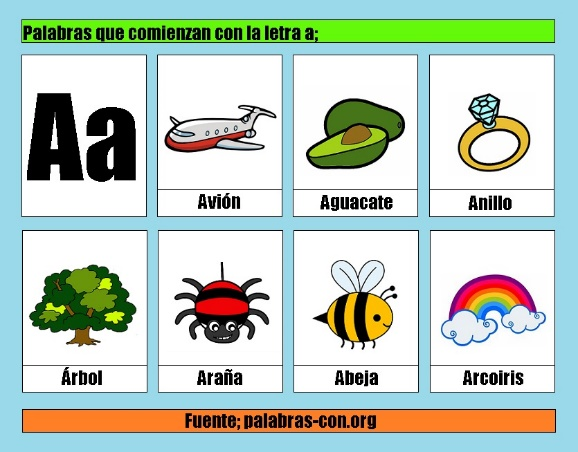 Palabras que comienzan con la letra a;
Aa
Avión
Aguacate
Anillo
Árbol
Araña
Abeja
Arcoiris
Fuente; palabras-con.org